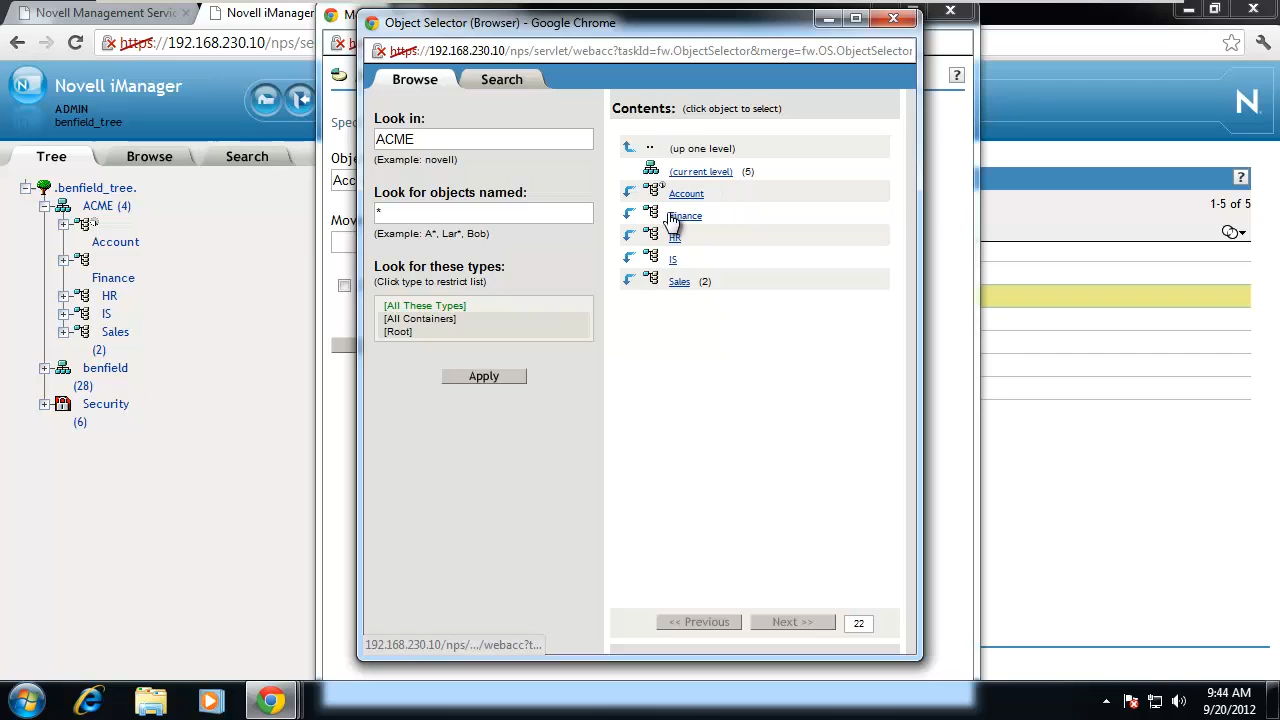 Novell Management Servic
Novell iManager
M
Object Selector (Browser) - Google Chrome
https://192.168.230.10/nps/se
https://192.168.230.10/nps/servlet/webacc?taskId=fw.ObjectSelector&merge=fw.OS.ObjectSelector
Novell iManager
ADMIN
benfield_tree
Tree
Browse
Search
.benfield_tree.
ACME (4)
Account
Finance
HR
IS
Sales
(2)
benfield
(28)
Security
(6)
Spec
Obje
Acc
Mov
Browse
Search
Look in:
ACME
(Example: novell)
Look for objects named:
*
(Example: A*, Lar*, Bob)
Look for these types:
(Click type to restrict list)
[All These Types]
[All Containers]
[Root]
Apply
Contents: (click object to select)
.. (up one level)
(current level) (5)
Account
Finance
HR
IS
Sales (2)
<< Previous
Next >>
22
192.168.230.10/nps/.../webacc?t...
?
N
?
1-5 of 5
9:44 AM
9/20/2012